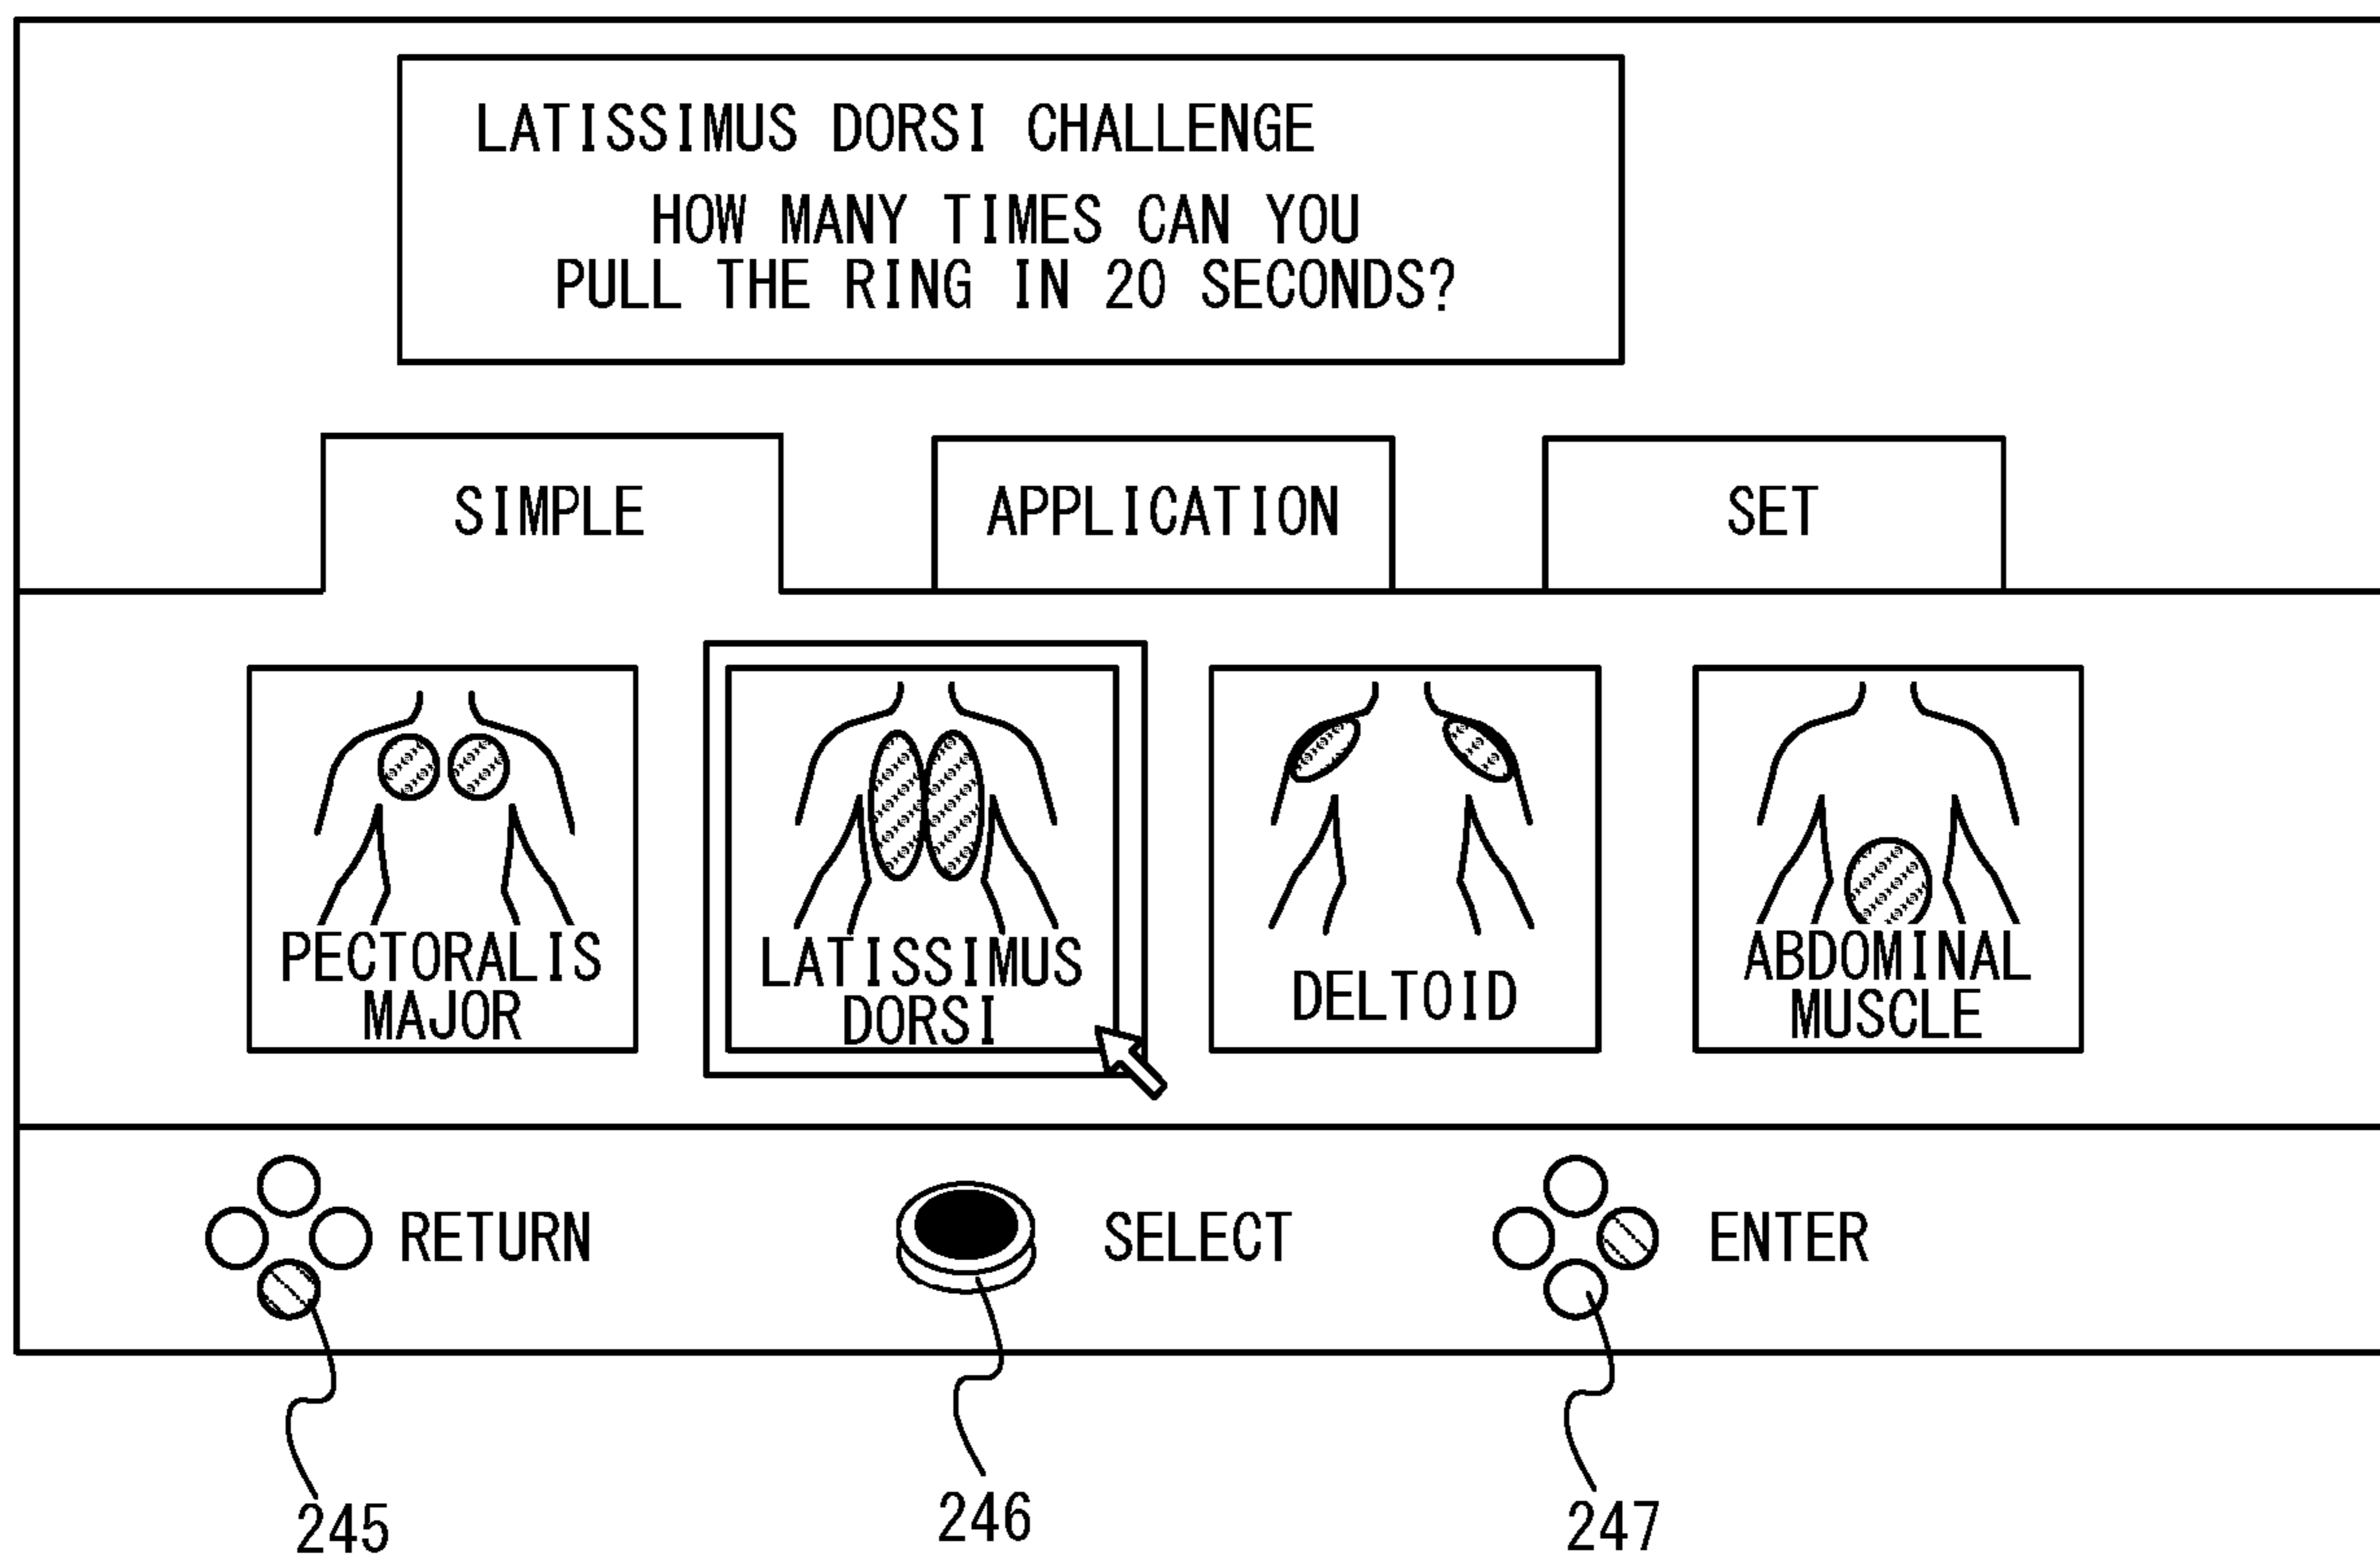 LATISSIMUS DORSI CHALLENGE
HOW MANY TIMES CAN YOU
PULL THE RING IN 20 SECONDS?
SIMPLE
APPLICATION
SET
PECTORALIS
MAJOR
LATISSIMUS
DORSI
DELTOID
ABDOMINAL
MUSCLE
RETURN
SELECT
ENTER
245
246
247